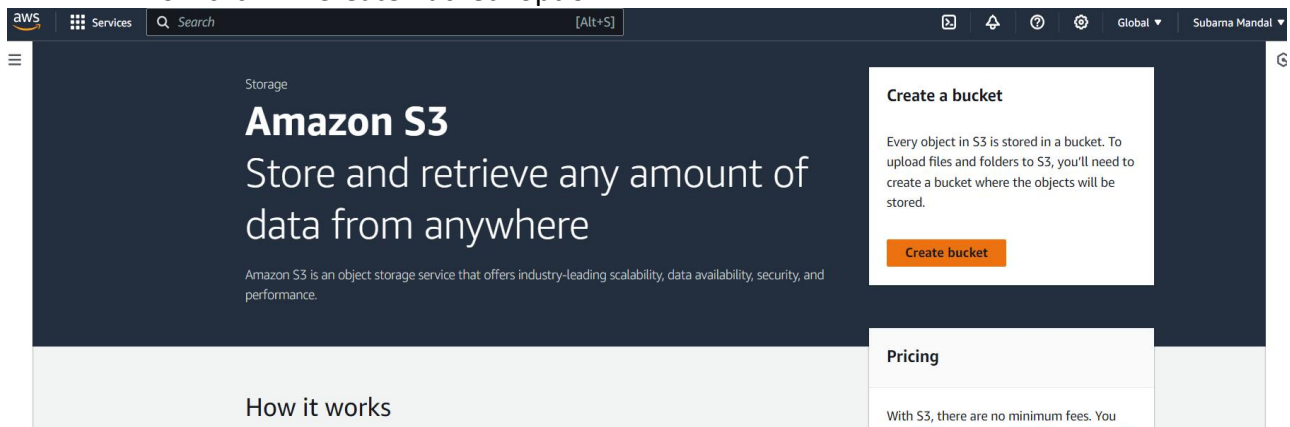 aws
Services
Search
[Alt+S]
Global
Subarna Mandal
Storage
Amazon S3
Store and retrieve any amount of
data from anywhere
Amazon S3 is an object storage service that offers industry-leading scalability, data availability, security, and
performance.
Create a bucket
Every object in S3 is stored in a bucket. To
upload files and folders to S3, you'll need to
create a bucket where the objects will be
stored.
Create bucket
Pricing
With S3, there are no minimum fees. You
How it works